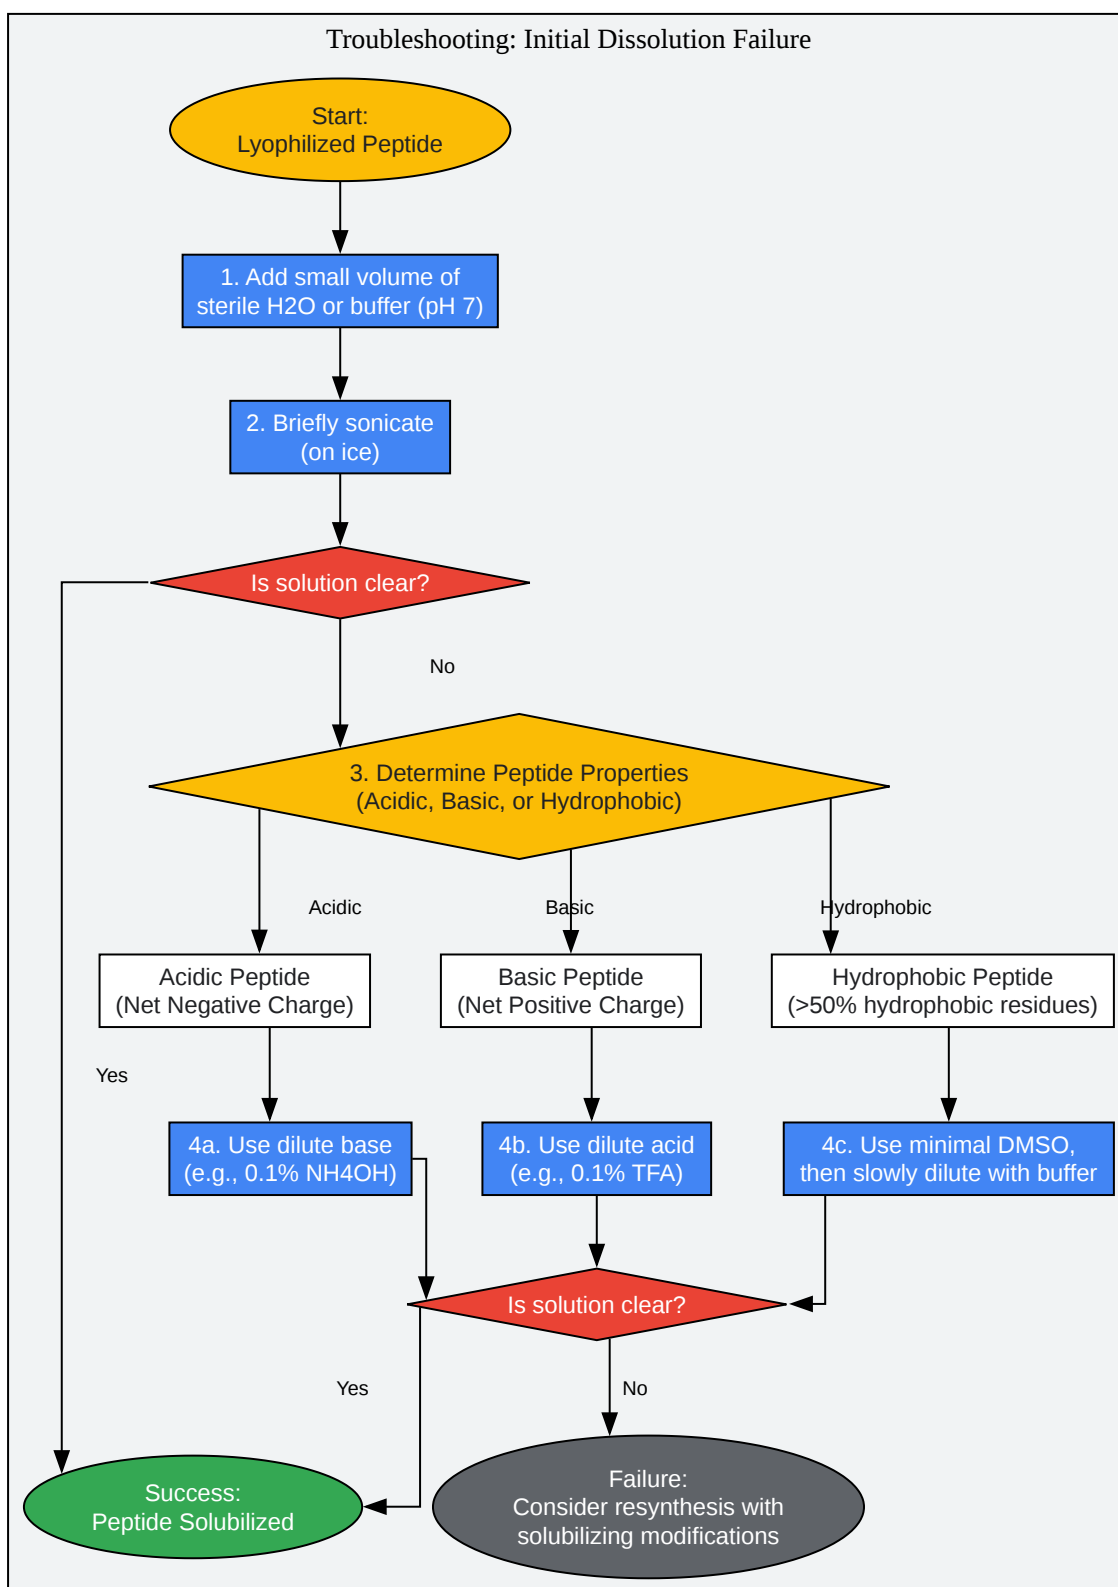 Troubleshooting: Initial Dissolution Failure
Start:
Lyophilized Peptide
1. Add small volume of
sterile H2O or buffer (pH 7)
2. Briefly sonicate
(on ice)
Is solution clear?
No
3. Determine Peptide Properties
(Acidic, Basic, or Hydrophobic)
Acidic
Basic
Hydrophobic
Acidic Peptide
(Net Negative Charge)
Basic Peptide
(Net Positive Charge)
Hydrophobic Peptide
(>50% hydrophobic residues)
Yes
4a. Use dilute base
(e.g., 0.1% NH4OH)
4b. Use dilute acid
(e.g., 0.1% TFA)
4c. Use minimal DMSO,
then slowly dilute with buffer
Is solution clear?
Yes
No
Success:
Peptide Solubilized
Failure:
Consider resynthesis with
solubilizing modifications